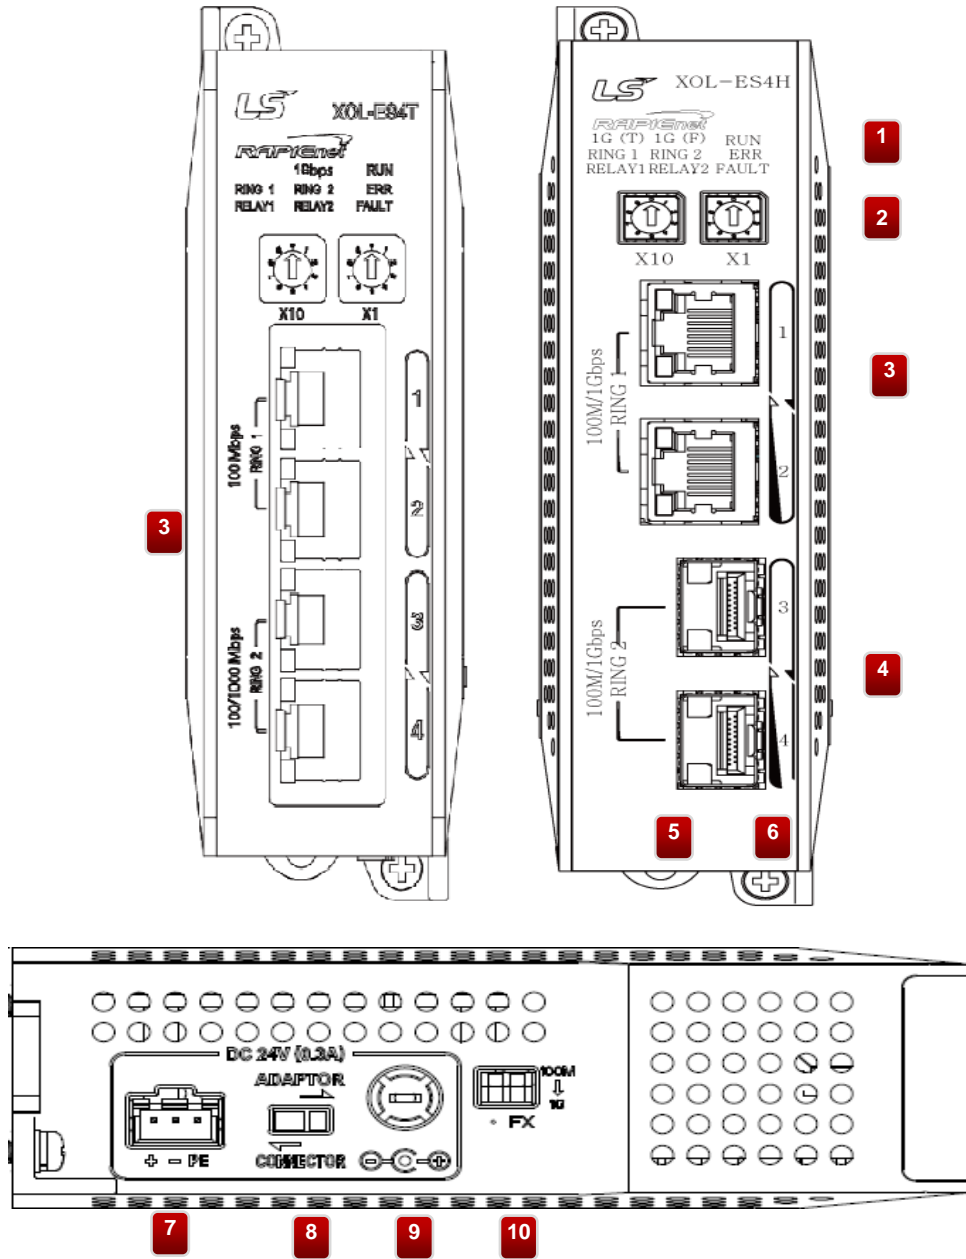 LS
XOL-ES4T
RAPIEnet
1Gbps RUN
RING 1 RING 2 ERR
RELAY1 RELAY2 FAULT
X10 X1
100 Mbps
RING 1
1
2
3
100/1000 Mbps
RING 2
3
4
LS
XOL-ES4H
RAPIEnet
1G (T) 1G (F) RUN
RING 1 RING 2 ERR
RELAY1 RELAY2 FAULT
1
2
X10 X1
100M/1Gbps
RING 1
1
2
3
100M/1Gbps
RING 2
3
4
4
5
6
DC 24V (0.3A)
ADAPTOR
CONNECTOR
+ - PE
100M
1G
FX
7
8
9
10